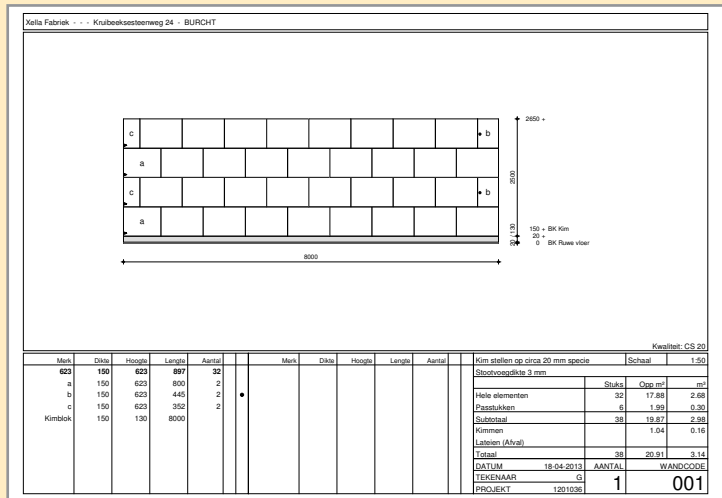 Xella Fabriek - - - Kruibeeksesteenweg 24 - BURCHT
2650 +
c
b
a
2500
c
b
a
20 / 130
150 + BK Kim
20 +
0 BK Ruwe vloer
8000
Kwaliteit: CS 20
Merk Dikte Hoogte Lengte Aantal Merk Dikte Hoogte Lengte Aantal
623 150 623 897 32
a 150 623 800 2
b 150 623 445 2
c 150 623 352 2
Kimblok 150 130 8000
Kim stellen op circa 20 mm specie Schaal 1:50
Stootvoegdikte 3 mm
Stuks Opp m² m³
Hele elementen 32 17.88 2.68
Passtukken 6 1.99 0.30
Subtotaal 38 19.87 2.98
Kimmen 1.04 0.16
Lateien (Afval)
Totaal 38 20.91 3.14
DATUM 18-04-2013 AANTAL WANDCODE
TEKENAAR G 1 001
PROJEKT 1201036